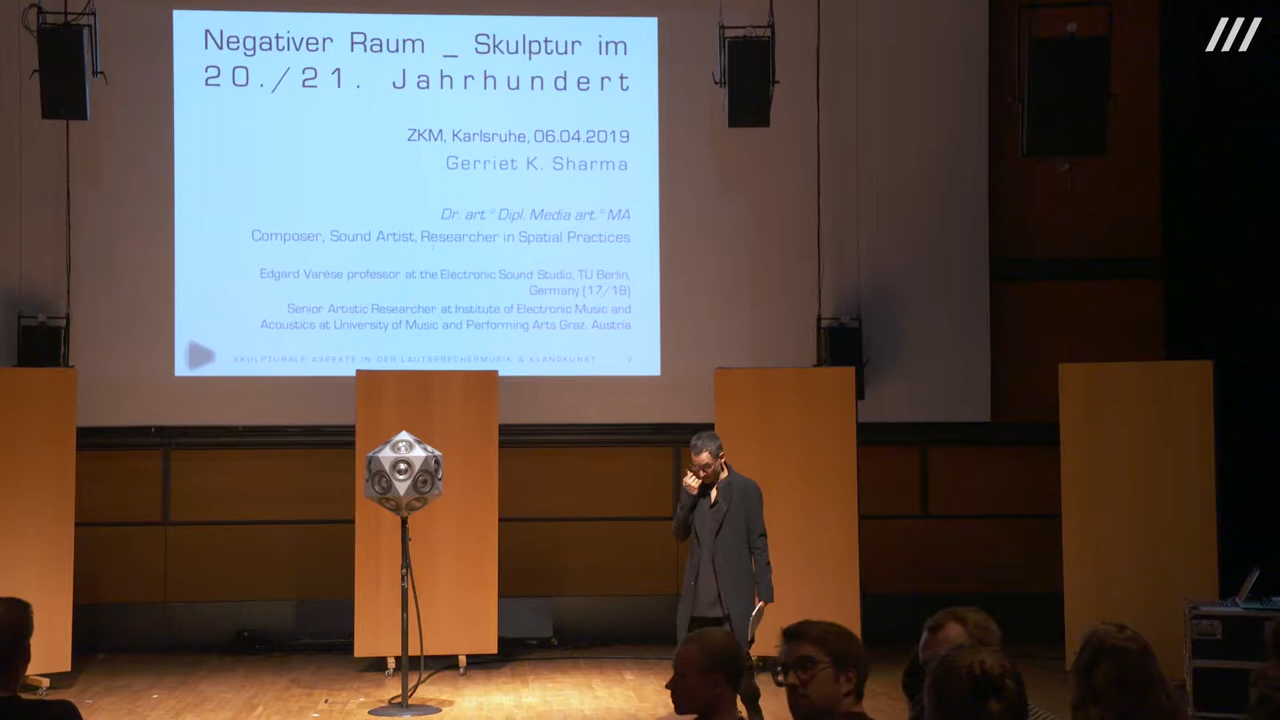 Negativer Raum _ Skulptur im
20./21. Jahrhundert
ZKM, Karlsruhe, 06.04.2019
Gerriet K. Sharma
Dr. art.° Dipl. Media art.° MA
Composer, Sound Artist, Researcher in Spatial Practices
Edgard Varèse professor at the Electronic Sound Studio, TU Berlin,
Germany (17/18)
Senior Artistic Researcher at Institute of Electronic Music and
Acoustics at University of Music and Performing Arts Graz. Austria
SKULPTURALE ASPEKTE IN DER LAUTSPRECHERMUSIK & KLANGKUNST 2